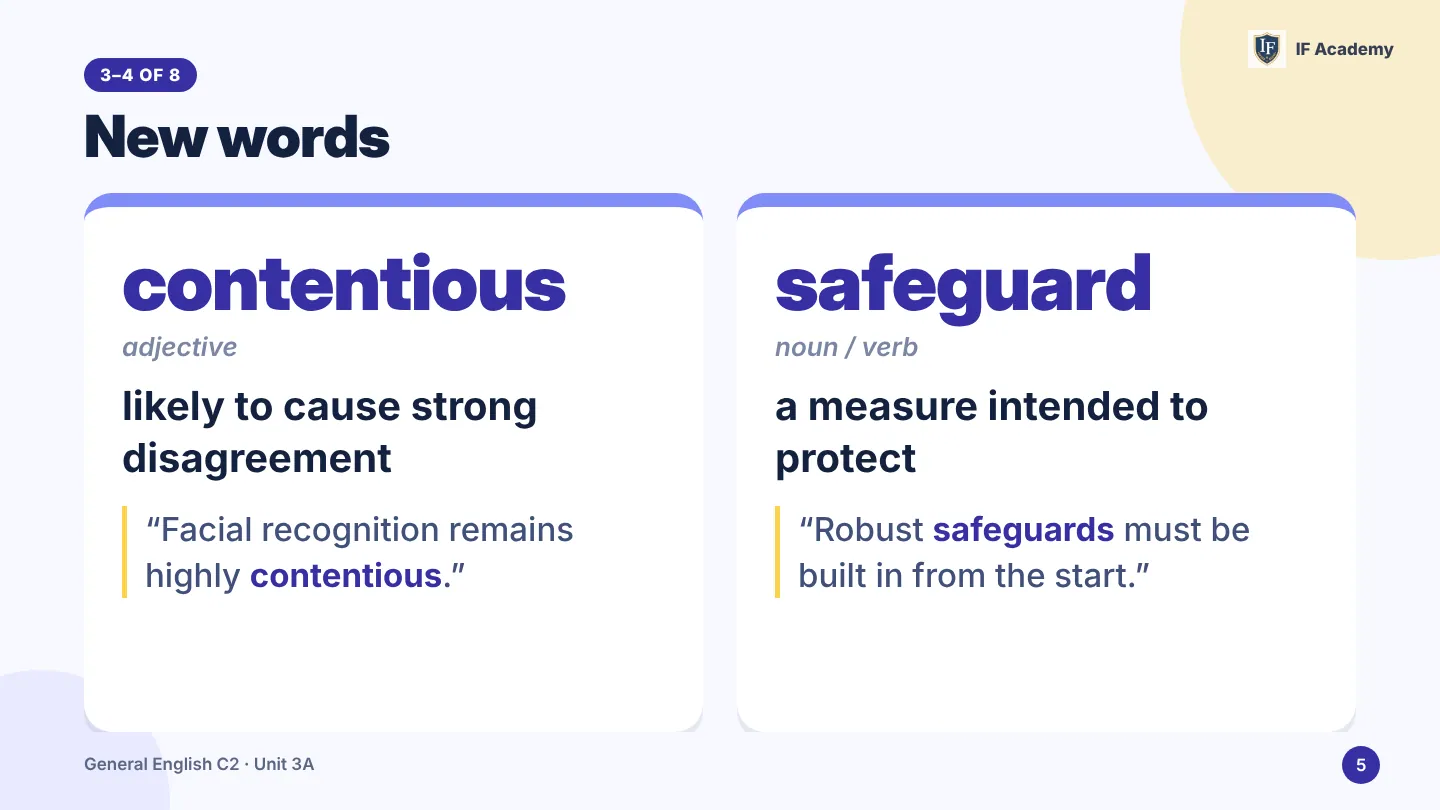 IF
IF Academy
3–4 OF 8
New words
contentious
adjective
likely to cause strong
disagreement
“Facial recognition remains
highly contentious.”
safeguard
noun / verb
a measure intended to
protect
“Robust safeguards must be
built in from the start.”
General English C2 · Unit 3A
5